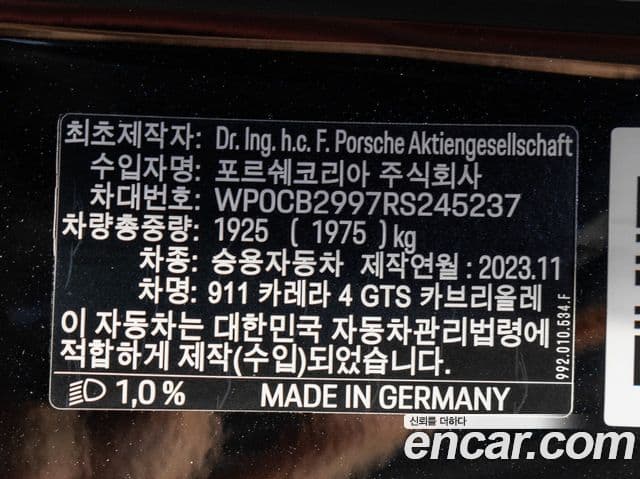 최초제작자: Dr. Ing. h.c. F. Porsche Aktiengesellschaft
수입자명: 포르쉐코리아 주식회사
차대번호: WP0CB2997RS245237
차량총중량: 1925 ( 1975) kg
차종: 승용자동차 제작연월 : 2023.11
차명: 911 카레라 4 GTS 카브리올레
이 자동차는 대한민국 자동차관리법령에
적합하게 제작(수입)되었습니다.
1,0 % MADE IN GERMANY
992.010.534.F
신뢰를 더하다
encar.com